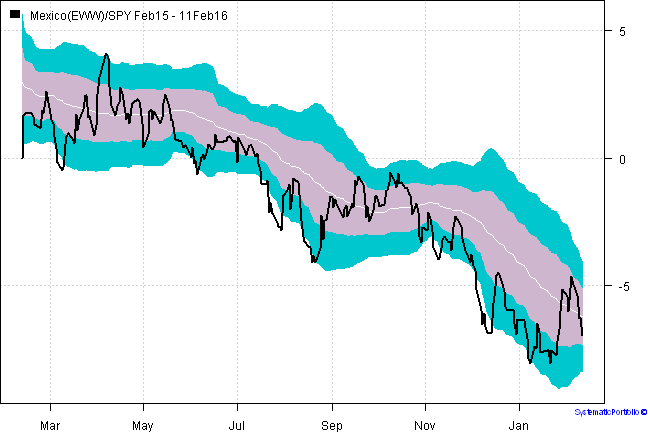 Mexico(EWW)/SPY Feb15 - 11Feb16
5
0
-5
Mar May Jul Sep Nov Jan
SystematicPortfolio ©